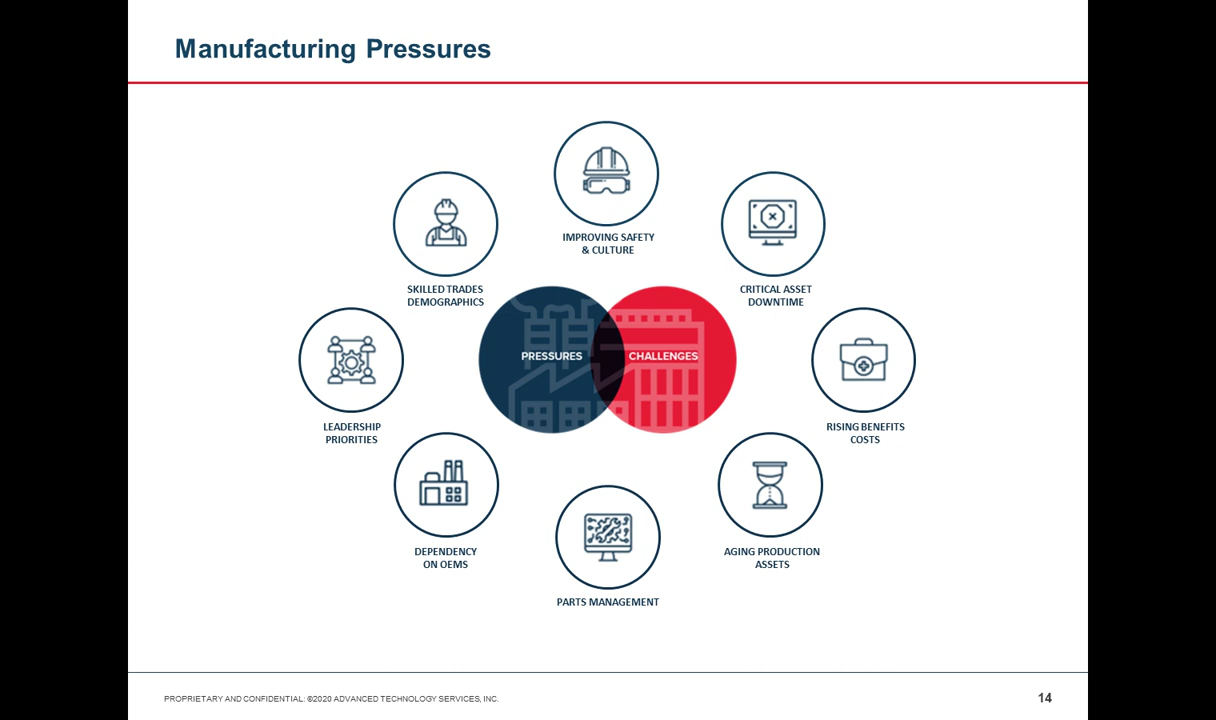 Manufacturing Pressures
IMPROVING SAFETY
& CULTURE
SKILLED TRADES
DEMOGRAPHICS
CRITICAL ASSET
DOWNTIME
PRESSURES
CHALLENGES
LEADERSHIP
PRIORITIES
RISING BENEFITS
COSTS
DEPENDENCY
ON OEMS
AGING PRODUCTION
ASSETS
PARTS MANAGEMENT
PROPRIETARY AND CONFIDENTIAL: ©2020 ADVANCED TECHNOLOGY SERVICES, INC.
14